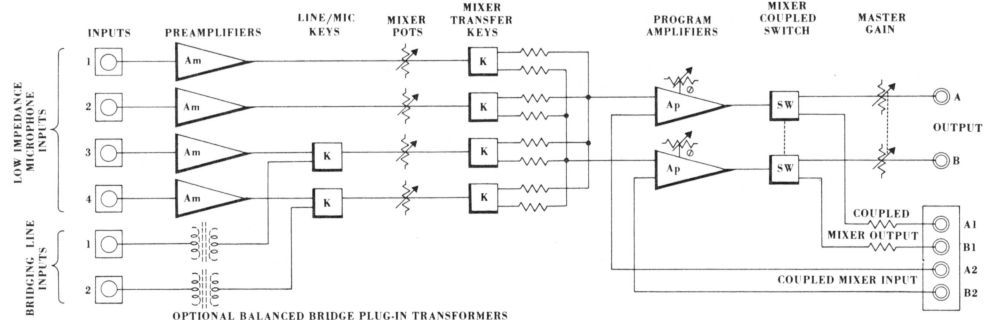 INPUTS
PREAMPLIFIERS
LINE/MIC
KEYS
MIXER
POTS
MIXER
TRANSFER
KEYS
PROGRAM
AMPLIFIERS
MIXER
COUPLED
SWITCH
MASTER
GAIN
LOW IMPEDANCE
MICROPHONE
INPUTS
1
Am
K
2
Am
K
3
Am
K
K
4
Am
K
K
Ap
SW
A
OUTPUT
Ap
SW
B
BRIDGING LINE
INPUTS
1
2
COUPLED
MIXER OUTPUT
COUPLED MIXER INPUT
A1
B1
A2
B2
OPTIONAL BALANCED BRIDGE PLUG-IN TRANSFORMERS